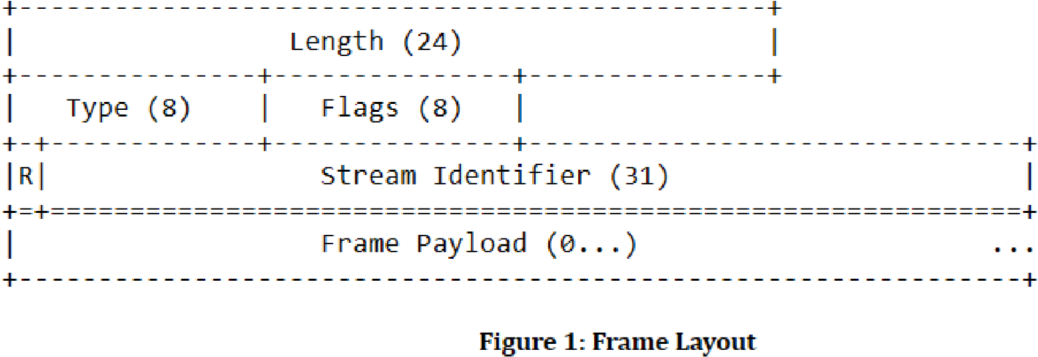 +-----------------------------------------------+
|                 Length (24)                   |
+---------------+---------------+---------------+
|   Type (8)    |   Flags (8)   |
+-+-------------+---------------+-------------------------------+
|R|                 Stream Identifier (31)                      |
+=+=============================================================+
|                   Frame Payload (0...)                      ...
+---------------------------------------------------------------+
Figure 1: Frame Layout